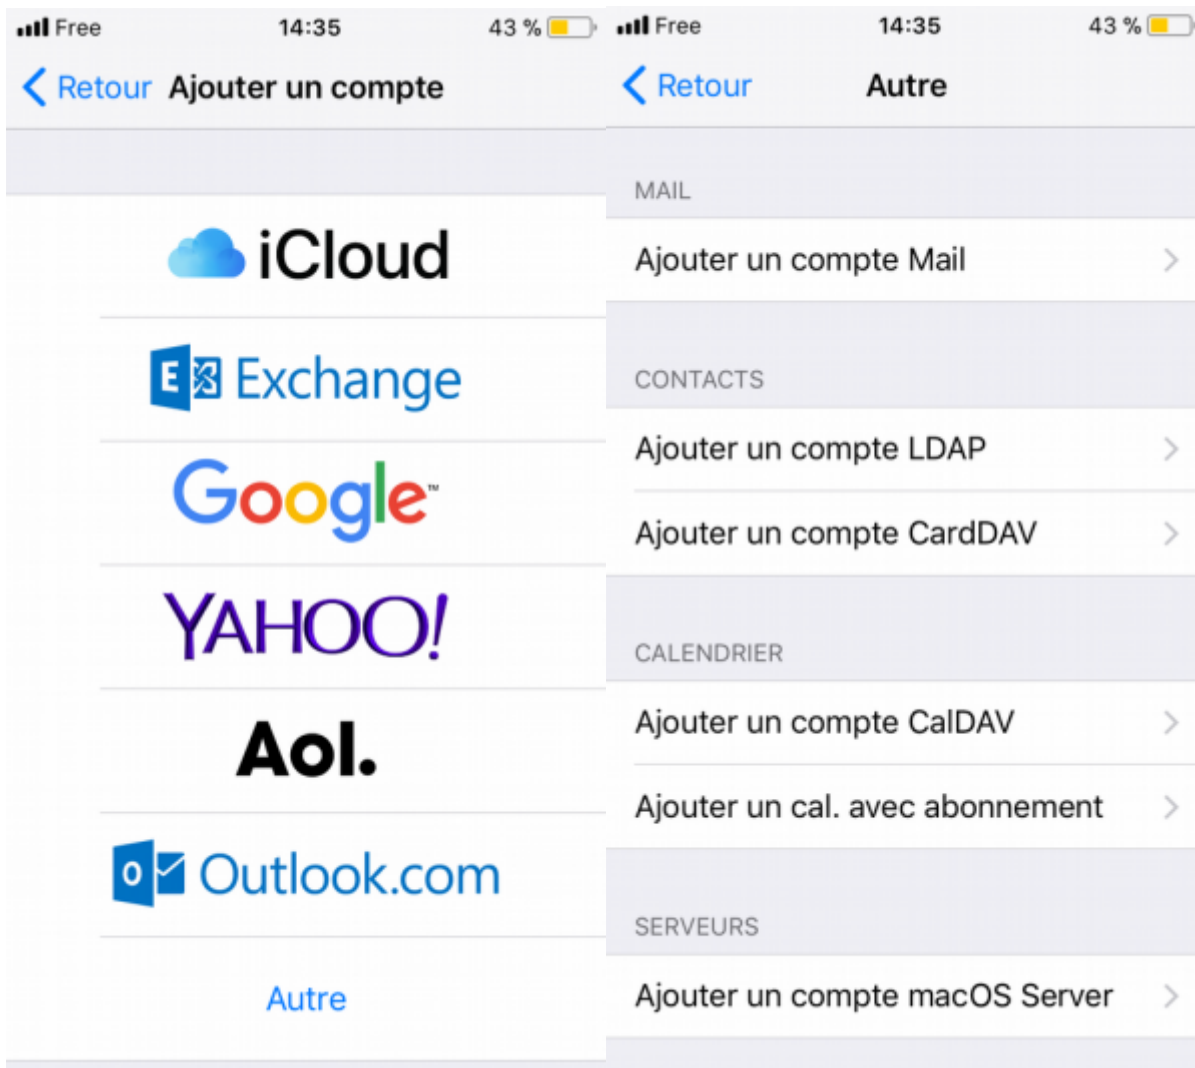 Free 14:35 43 %
Retour Ajouter un compte
iCloud
E Exchange
Google™
YAHOO!
Aol.
o Outlook.com
Autre
Free 14:35 43 %
Retour Autre
MAIL
Ajouter un compte Mail
CONTACTS
Ajouter un compte LDAP
Ajouter un compte CardDAV
CALENDRIER
Ajouter un compte CalDAV
Ajouter un cal. avec abonnement
SERVEURS
Ajouter un compte macOS Server